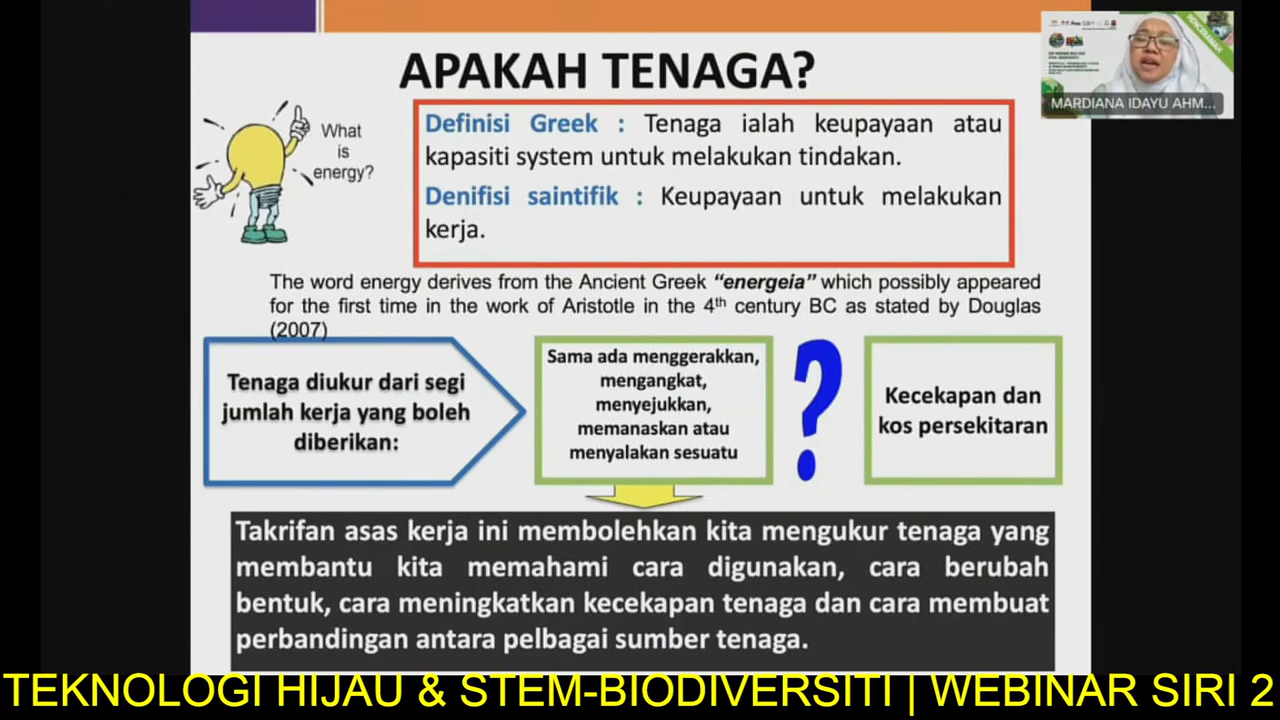 APAKAH TENAGA?
What
is
energy?
Definisi Greek : Tenaga ialah keupayaan atau
kapasiti system untuk melakukan tindakan.
Denifisi saintifik : Keupayaan untuk melakukan
kerja.
PENCERAMAH
MARDIANA IDAYU AHM...
The word energy derives from the Ancient Greek “energeia” which possibly appeared
for the first time in the work of Aristotle in the 4th century BC as stated by Douglas
(2007)
Tenaga diukur dari segi
jumlah kerja yang boleh
diberikan:
Sama ada menggerakkan,
mengangkat,
menyejukkan,
memanaskan atau
menyalakan sesuatu
?
Kecekapan dan
kos persekitaran
Takrifan asas kerja ini membolehkan kita mengukur tenaga yang
membantu kita memahami cara digunakan, cara berubah
bentuk, cara meningkatkan kecekapan tenaga dan cara membuat
perbandingan antara pelbagai sumber tenaga.
TEKNOLOGI HIJAU & STEM-BIODIVERSITI | WEBINAR SIRI 2